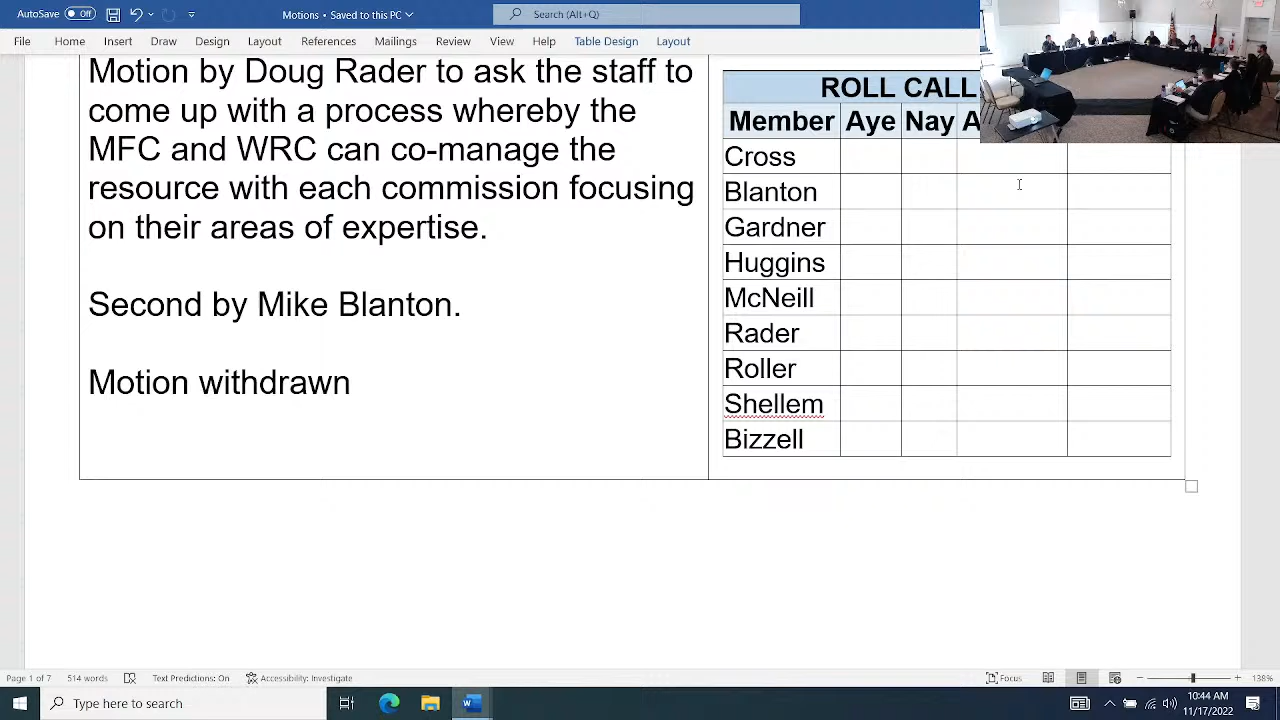 AutoSave Off Motions • Saved to this PC Search (Alt+Q)
File Home Insert Draw Design Layout References Mailings Review View Help Table Design Layout
Motion by Doug Rader to ask the staff to
come up with a process whereby the
MFC and WRC can co-manage the
resource with each commission focusing
on their areas of expertise.
Second by Mike Blanton.
Motion withdrawn
ROLL CALL
Member Aye Nay A
Cross
Blanton
Gardner
Huggins
McNeill
Rader
Roller
Shellem
Bizzell
Page 1 of 7 514 words Text Predictions: On Accessibility: Investigate Focus 138%
Type here to search
10:44 AM
11/17/2022